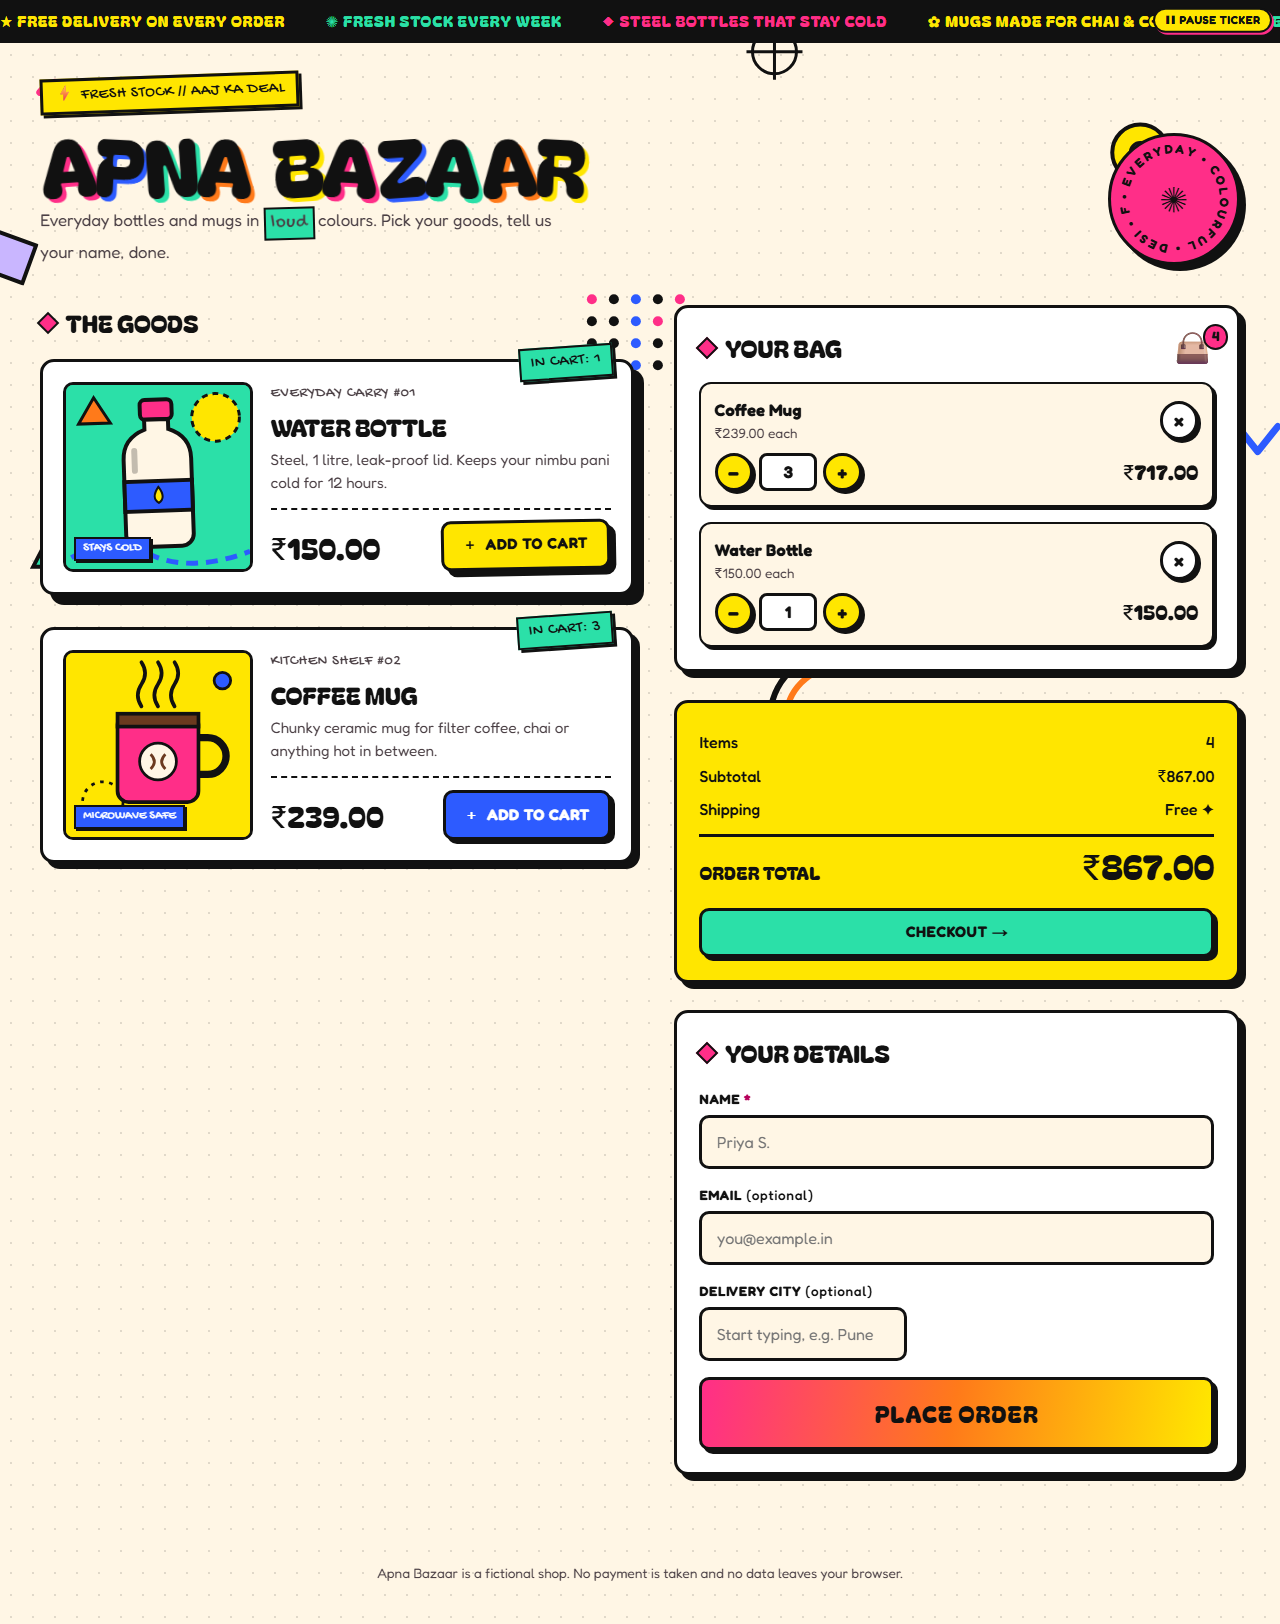 ★ FREE DELIVERY ON EVERY ORDER ✺ FRESH STOCK EVERY WEEK ❖ STEEL BOTTLES THAT STAY COLD ✿ MUGS MADE FOR CHAI &
PAUSE TICKER
⚡ FRESH STOCK // AAJ KA DEAL
APNA BAZAAR
Everyday bottles and mugs in loud colours. Pick your goods, tell us
your name, done.
EVERYDAY • COLOURFUL • DESI • F •
THE GOODS
IN CART: 1
EVERYDAY CARRY #01
WATER BOTTLE
Steel, 1 litre, leak-proof lid. Keeps your nimbu pani
cold for 12 hours.
STAYS COLD
₹150.00
+ ADD TO CART
IN CART: 3
KITCHEN SHELF #02
COFFEE MUG
Chunky ceramic mug for filter coffee, chai or
anything hot in between.
MICROWAVE SAFE
₹239.00
+ ADD TO CART
YOUR BAG
4
Coffee Mug
₹239.00 each
×
− 3 +
₹717.00
Water Bottle
₹150.00 each
×
− 1 +
₹150.00
Items 4
Subtotal ₹867.00
Shipping Free ✦
ORDER TOTAL ₹867.00
CHECKOUT →
YOUR DETAILS
NAME *
Priya S.
EMAIL (optional)
you@example.in
DELIVERY CITY (optional)
Start typing, e.g. Pune
PLACE ORDER
Apna Bazaar is a fictional shop. No payment is taken and no data leaves your browser.